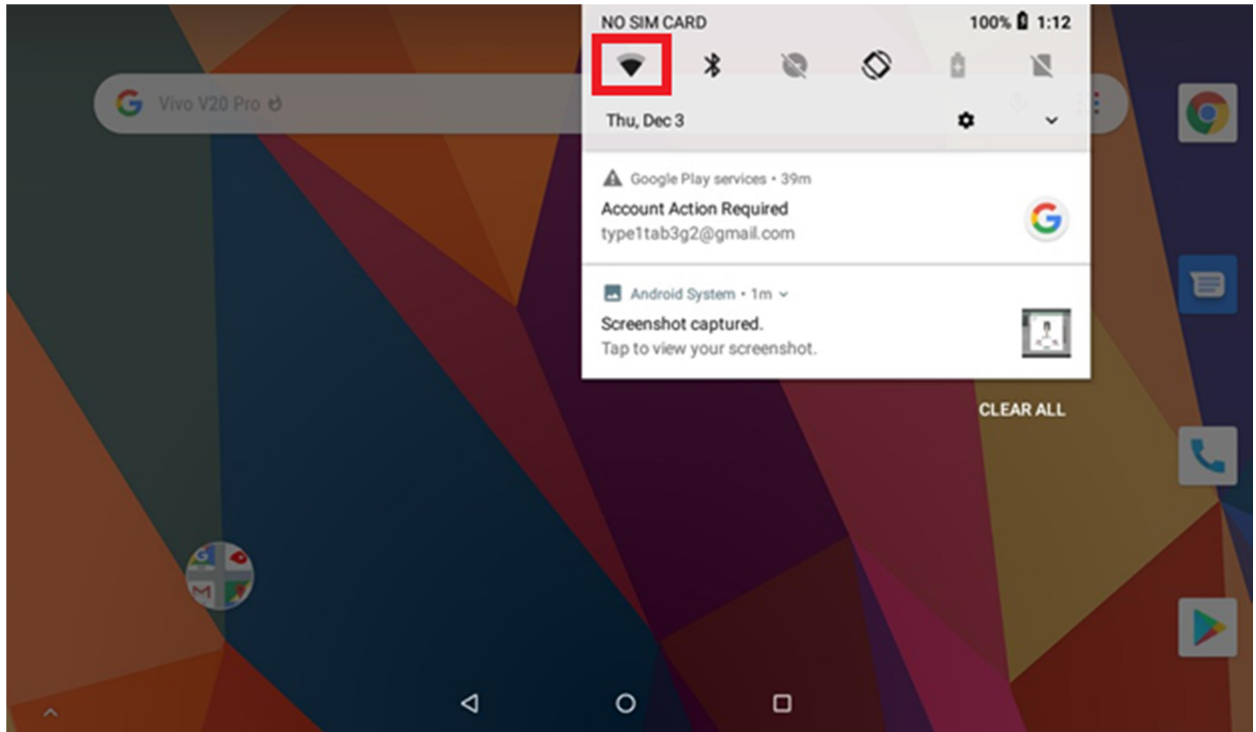 NO SIM CARD 100% 1:12
G Vivo V20 Pro
Thu, Dec 3
Google Play services • 39m
Account Action Required
type1tab3g2@gmail.com
G
Android System • 1m
Screenshot captured.
Tap to view your screenshot.
CLEAR ALL
G
M